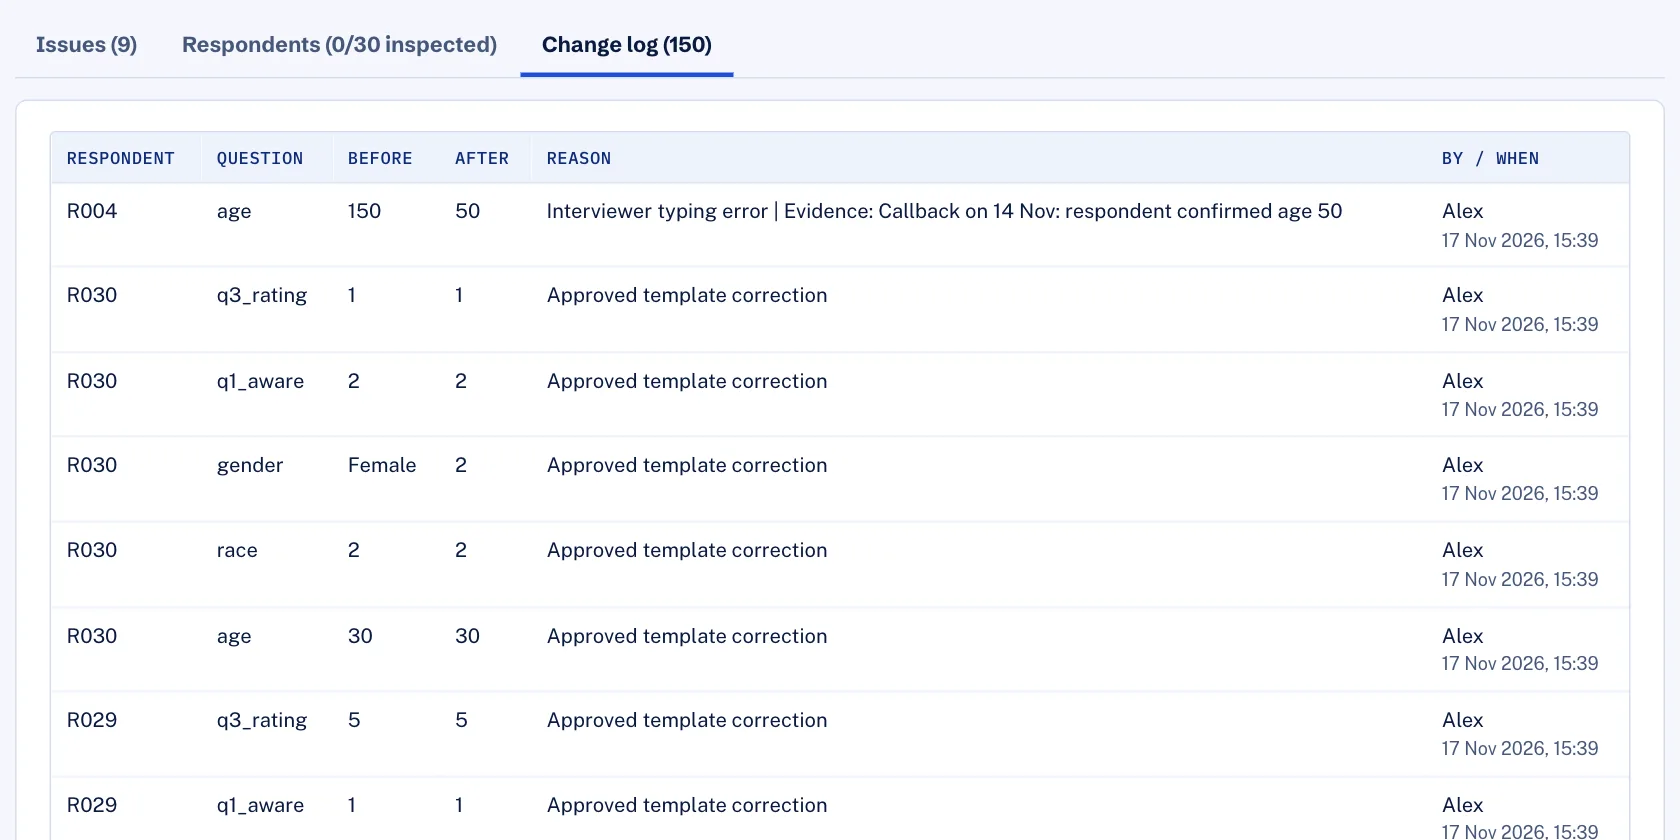 Issues (9) Respondents (0/30 inspected) Change log (150)
RESPONDENT QUESTION BEFORE AFTER REASON BY / WHEN
R004 age 150 50 Interviewer typing error | Evidence: Callback on 14 Nov: respondent confirmed age 50 Alex
17 Nov 2026, 15:39
R030 q3_rating 1 1 Approved template correction Alex
17 Nov 2026, 15:39
R030 q1_aware 2 2 Approved template correction Alex
17 Nov 2026, 15:39
R030 gender Female 2 Approved template correction Alex
17 Nov 2026, 15:39
R030 race 2 2 Approved template correction Alex
17 Nov 2026, 15:39
R030 age 30 30 Approved template correction Alex
17 Nov 2026, 15:39
R029 q3_rating 5 5 Approved template correction Alex
17 Nov 2026, 15:39
R029 q1_aware 1 1 Approved template correction Alex
17 Nov 2026, 15:39